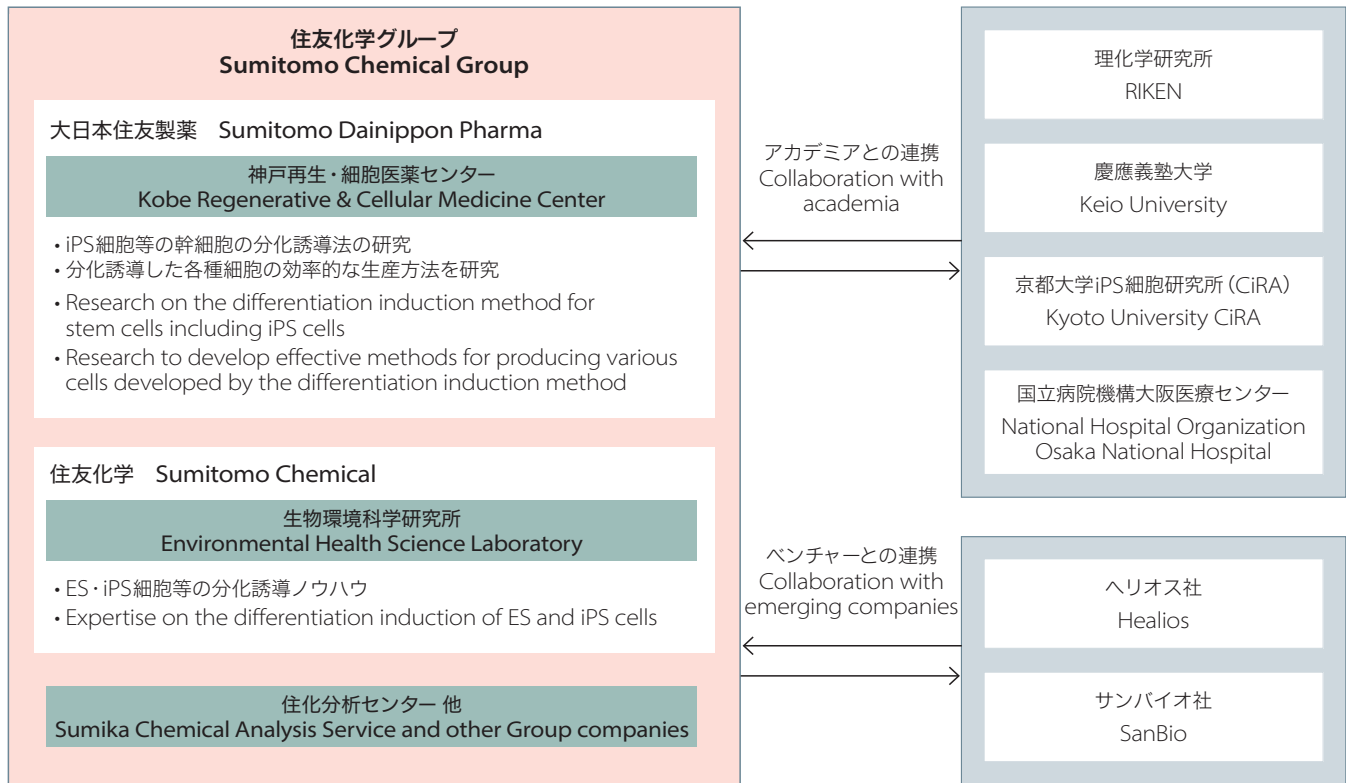 住友化学グループ
Sumitomo Chemical Group
大日本住友製薬 Sumitomo Dainippon Pharma
神戸再生・細胞医薬センター
Kobe Regenerative & Cellular Medicine Center
・iPS細胞等の幹細胞の分化誘導法の研究
・分化誘導した各種細胞の効率的な生産方法を研究
・Research on the differentiation induction method for
stem cells including iPS cells
・Research to develop effective methods for producing various
cells developed by the differentiation induction method
住友化学 Sumitomo Chemical
生物環境科学研究所
Environmental Health Science Laboratory
・ES・iPS細胞等の分化誘導ノウハウ
・Expertise on the differentiation induction of ES and iPS cells
住化分析センター 他
Sumika Chemical Analysis Service and other Group companies
アカデミアとの連携
Collaboration with
academia
ベンチャーとの連携
Collaboration with
emerging companies
理化学研究所
RIKEN
慶應義塾大学
Keio University
京都大学iPS細胞研究所（CiRA）
Kyoto University CiRA
国立病院機構大阪医療センター
National Hospital Organization
Osaka National Hospital
ヘリオス社
Healios
サンバイオ社
SanBio